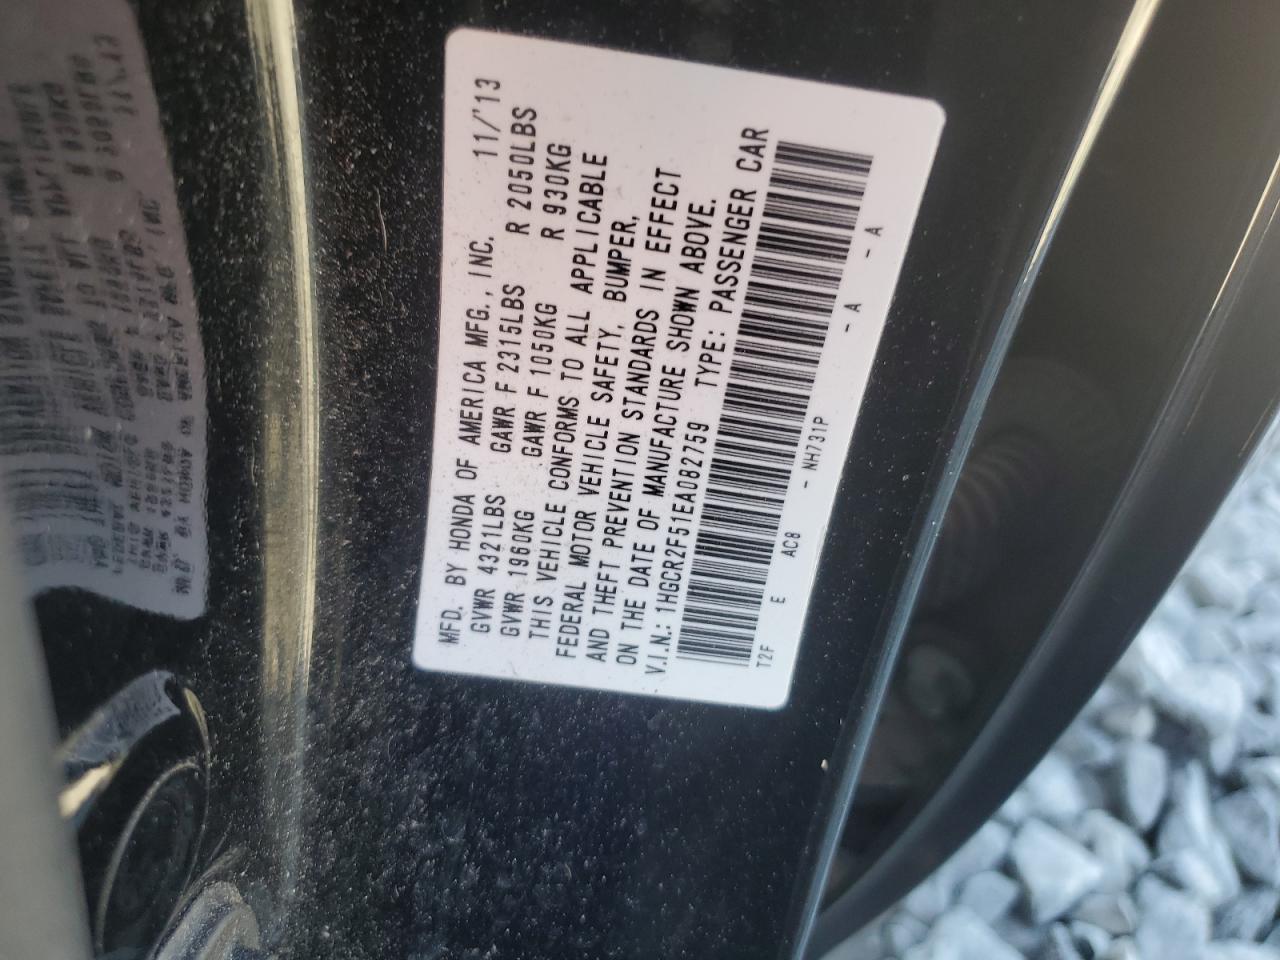 MFD. BY HONDA OF AMERICA MFG., INC. 11/'13
GVWR 4321LBS GAWR F 2315LBS R 2050LBS
GVWR 1960KG GAWR F 1050KG R 930KG
THIS VEHICLE CONFORMS TO ALL APPLICABLE
FEDERAL MOTOR VEHICLE SAFETY, BUMPER,
AND THEFT PREVENTION STANDARDS IN EFFECT
ON THE DATE OF MANUFACTURE SHOWN ABOVE.
V.I.N.: 1HGCR2F51EA082759 TYPE: PASSENGER CAR
T2F E AC8 - NH731P - A - A - A